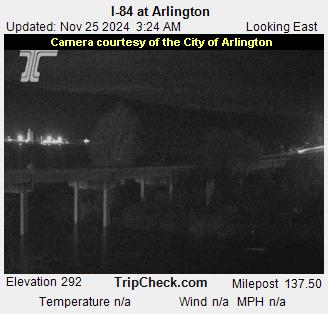 I-84 at Arlington
Updated: Nov 25 2024 3:24 AM Looking East
Camera courtesy of the City of Arlington
Elevation 292 TripCheck.com Milepost 137.50
Temperature n/a Wind n/a MPH n/a